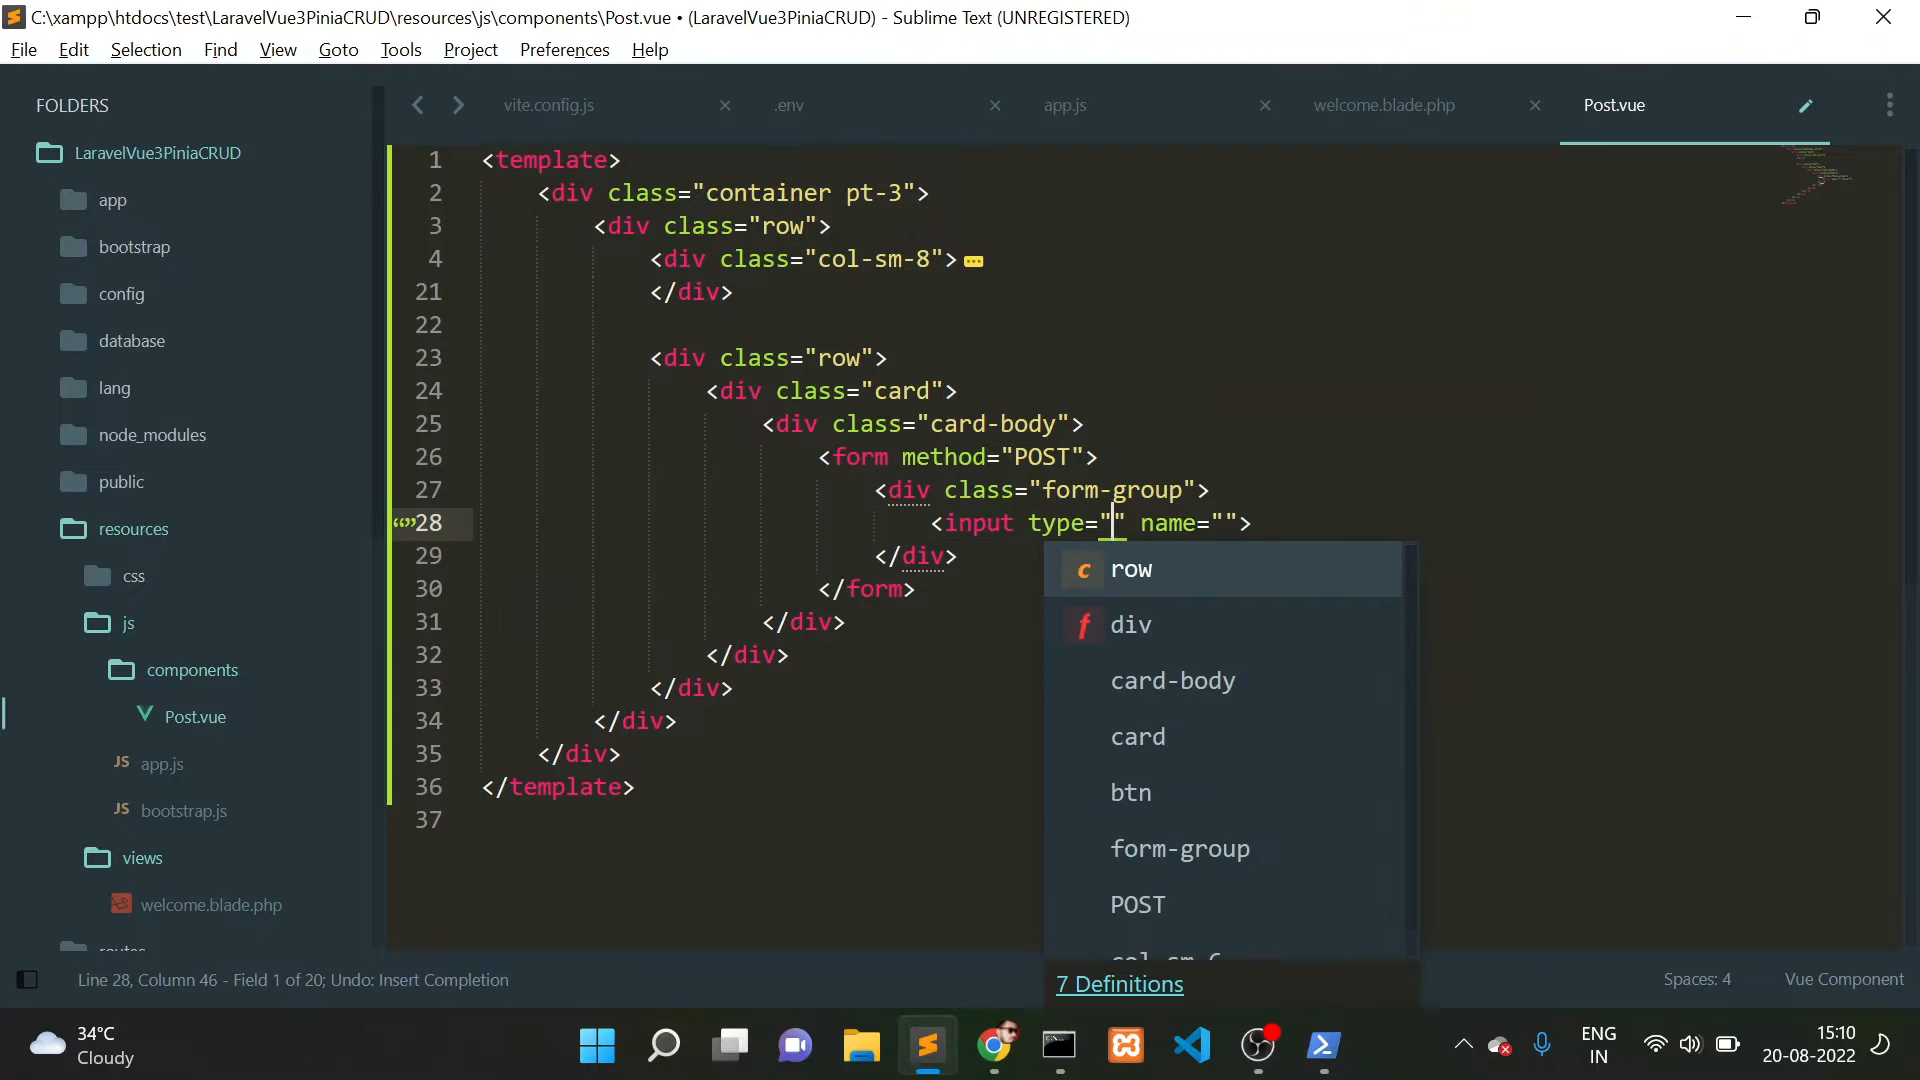 C:\xampp\htdocs\test\LaravelVue3PiniaCRUD\resources\js\components\Post.vue • (LaravelVue3PiniaCRUD) - Sublime Text (UNREGISTERED)
File Edit Selection Find View Goto Tools Project Preferences Help
FOLDERS
LaravelVue3PiniaCRUD
app
bootstrap
config
database
lang
node_modules
public
resources
css
js
components
Post.vue
JS app.js
JS bootstrap.js
views
welcome.blade.php
routes
vite.config.js .env app.js welcome.blade.php Post.vue
1 <template>
2 <div class="container pt-3">
3 <div class="row">
4 <div class="col-sm-8">
21 </div>
22
23 <div class="row">
24 <div class="card">
25 <div class="card-body">
26 <form method="POST">
27 <div class="form-group">
28 <input type="" name="">
29 </div>
30 </form>
31 </div>
32 </div>
33 </div>
34 </div>
35 </div>
36 </template>
37
c row
f div
card-body
card
btn
form-group
POST
col-sm-6
7 Definitions
Line 28, Column 46 - Field 1 of 20; Undo: Insert Completion
Spaces: 4
Vue Component
34°C
Cloudy
ENG
IN
15:10
20-08-2022